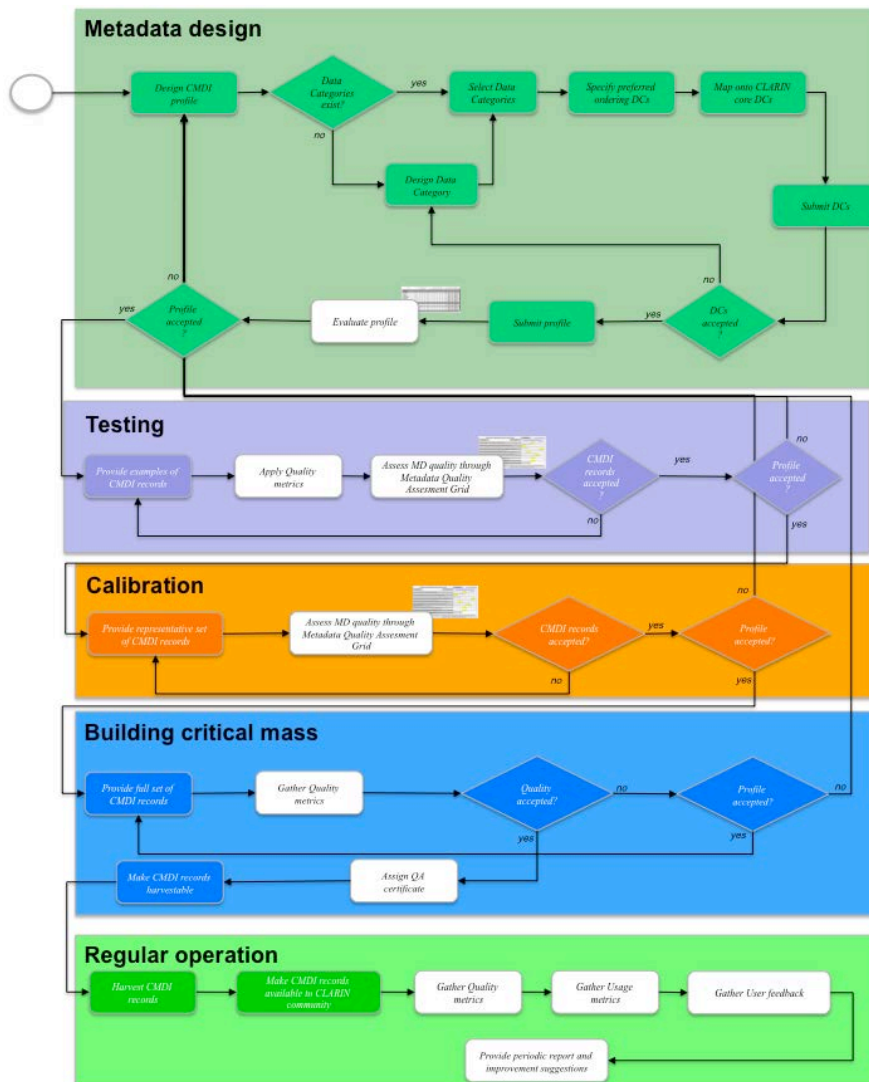 Metadata design
Design CMDI
profile
Data
Categories
exist?
yes
Select Data
Categories
Specify preferred
ordering DCs
Map onto CLARIN
core DCs
no
Design Data
Category
Submit DCs
no
no
yes
Profile
accepted
?
Evaluate profile
Submit profile
yes
DCs
accepted
?
Testing
no
Provide examples of
CMDI records
Apply Quality
metrics
Assess MD quality through
Metadata Quality
Assesment Grid
CMDI
records
accepted
?
yes
Profile
accepted
?
no
yes
Calibration
no
Provide representative set
of CMDI records
Assess MD quality through
Metadata Quality Assesment
Grid
CMDI records
accepted?
yes
Profile
accepted?
no
yes
Building critical mass
Provide full set of
CMDI records
Gather Quality
metrics
Quality
accepted?
no
Profile
accepted?
no
yes
yes
Make CMDI records
harvestable
Assign QA
certificate
Regular operation
Harvest CMDI
records
Make CMDI records
available to CLARIN
community
Gather Quality
metrics
Gather Usage
metrics
Gather User feedback
Provide periodic report and
improvement suggestions